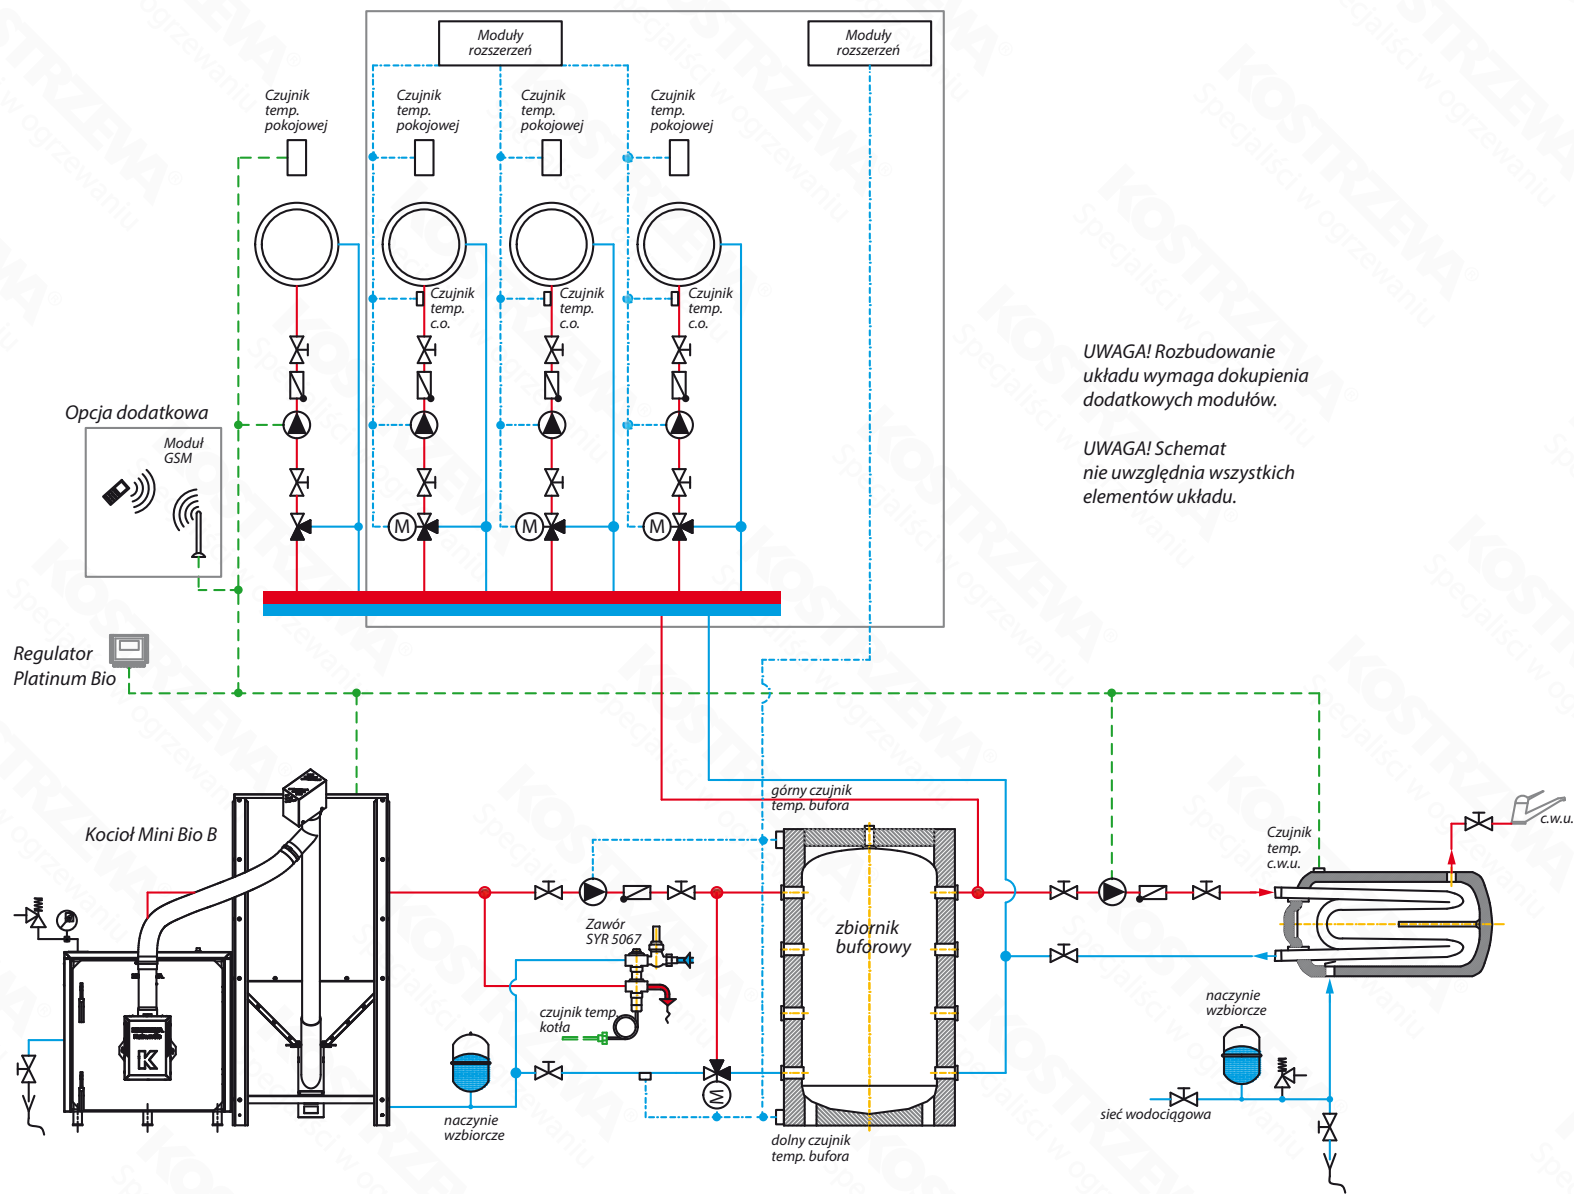 Moduły
rozszerzeń
Moduły
rozszerzeń
Czujnik
temp.
pokojowej
Czujnik
temp.
pokojowej
Czujnik
temp.
pokojowej
Czujnik
temp.
pokojowej
Czujnik
temp.
c.o.
Czujnik
temp.
c.o.
Czujnik
temp.
c.o.
UWAGA! Rozbudowanie
układu wymaga dokupienia
dodatkowych modułów.
UWAGA! Schemat
nie uwzględnia wszystkich
elementów układu.
Opcja dodatkowa
Moduł
GSM
M
M
M
Regulator
Platinum Bio
Kocioł Mini Bio B
K
górny czujnik
temp. bufora
Zawór
SYR 5067
zbiornik
buforowy
czujnik temp.
kotła
M
naczynie
wzbiorcze
dolny czujnik
temp. bufora
Czujnik
temp.
c.w.u.
c.w.u.
naczynie
wzbiorcze
sieć wodociągowa
KOSTRZEWA®
Specjaliści w ogrzewaniu